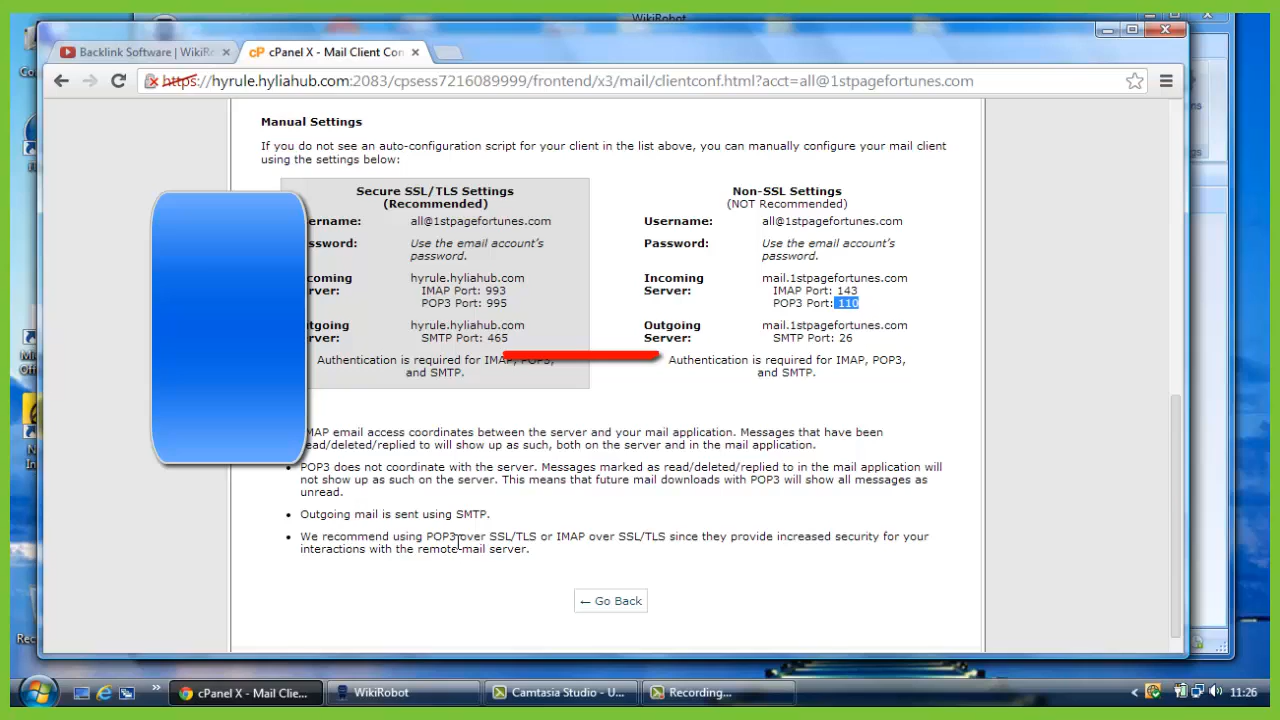 WikiRobot
Backlink Software | WikiRo
cP cPanel X - Mail Client Con
https://hyrule.hyliahub.com:2083/cpsess7216089999/frontend/x3/mail/clientconf.html?acct=all@1stpagefortunes.com
Manual Settings
If you do not see an auto-configuration script for your client in the list above, you can manually configure your mail client
using the settings below:
Secure SSL/TLS Settings
(Recommended)
ername: all@1stpagefortunes.com
ssword: Use the email account's
password.
coming hyrule.hyliahub.com
erver: IMAP Port: 993
POP3 Port: 995
tgoing hyrule.hyliahub.com
erver: SMTP Port: 465
Authentication is required for IMAP, POP3,
and SMTP.
Non-SSL Settings
(NOT Recommended)
Username: all@1stpagefortunes.com
Password: Use the email account's
password.
Incoming mail.1stpagefortunes.com
Server: IMAP Port: 143
POP3 Port: 110
Outgoing mail.1stpagefortunes.com
Server: SMTP Port: 26
Authentication is required for IMAP, POP3,
and SMTP.
MAP email access coordinates between the server and your mail application. Messages that have been
ead/deleted/replied to will show up as such, both on the server and in the mail application.
• POP3 does not coordinate with the server. Messages marked as read/deleted/replied to in the mail application will
not show up as such on the server. This means that future mail downloads with POP3 will show all messages as
unread.
• Outgoing mail is sent using SMTP.
• We recommend using POP3 over SSL/TLS or IMAP over SSL/TLS since they provide increased security for your
interactions with the remote mail server.
← Go Back
cPanel X - Mail Clie...
WikiRobot
Camtasia Studio - U...
Recording...
11:26